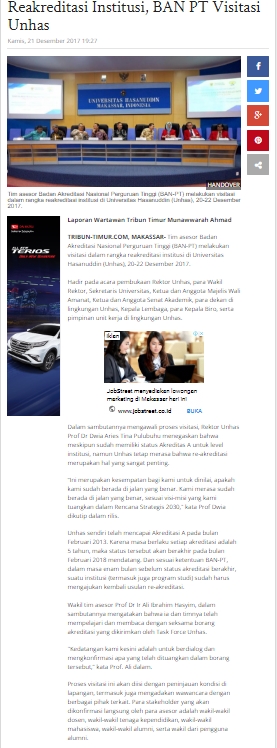 Reakreditasi Institusi, BAN PT Visitasi
Unhas
Kamis, 21 Desember 2017 19:27
UNIVERSITAS HASANUDDIN
MAKASSAR, INDONESIA
HANDOVER
Tim asesor Badan Akreditasi Nasional Perguruan Tinggi (BAN-PT) melakukan visitasi
dalam rangka reakreditasi institusi di Universitas Hasanuddin (Unhas), 20-22 Desember
2017.
Laporan Wartawan Tribun Timur Munawwarah Ahmad
TRIBUN-TIMUR.COM, MAKASSAR- Tim asesor Badan
Akreditasi Nasional Perguruan Tinggi (BAN-PT) melakukan
visitasi dalam rangka reakreditasi institusi di Universitas
Hasanuddin (Unhas), 20-22 Desember 2017.
Hadir pada acara pembukaan Rektor Unhas, para Wakil
Rektor, Sekretaris Universitas, Ketua dan Anggota Majelis Wali
Amanat, Ketua dan Anggota Senat Akademik, para dekan di
lingkungan Unhas, Kepala Lembaga, para Kepala Biro, serta
pimpinan unit kerja di lingkungan Unhas.
TERIOS
Iklan
JobStreet menyediakan lowongan
marketing di Makasser hari ini
www.jobstreet.co.id
BUKA
Dalam sambutannya mengawali proses visitasi, Rektor Unhas
Prof Dr Dwia Aries Tina Pulubuhu menegaskan bahwa
meskipun sudah memiliki status Akreditas A untuk level
institusi, namun Unhas tetap merasa bahwa re-akreditasi
merupakan hal yang sangat penting.
"Ini merupakan kesempatan bagi kami untuk dinilai, apakah
kami sudah berada di jalan yang benar. Kami merasa sudah
berada di jalan yang benar, sesuai visi-misi yang kami
tuangkan dalam Rencana Strategis 2030," kata Prof Dwia
dikutip dalam rilis.
Unhas sendiri telah mencapai Akreditasi A pada bulan
Februari 2013. Karena masa berlaku setiap akreditasi adalah
5 tahun, maka status tersebut akan berakhir pada bulan
Februari 2018 mendatang. Dan sesuai ketentuan BAN-PT,
dalam masa enam bulan sebelum status akreditasi berakhir,
suatu institusi (termasuk juga program studi) sudah harus
mengajukan kembali usulan re-akreditasi.
Wakil tim asesor Prof Dr Ir Ali Ibrahim Hasyim, dalam
sambutannya mengatakan bahwa ia dan timnya telah
mempelajari dan membaca dengan seksama borang
akreditasi yang dikirimkan oleh Task Force Unhas.
"Kedatangan kami kesini adalah untuk berdialog dan
mengkonfirmasi apa yang telah dituangkan dalam borang
tersebut," kata Prof. Ali dalam.
Proses visitasi ini akan diisi dengan peninjauan kondisi di
lapangan, termasuk juga mengadakan wawancara dengan
berbagai pihak terkait. Para stakeholder yang akan
dikonfirmasi langsung oleh para asesor adalah wakil-wakil
dosen, wakil-wakil tenaga kependidikan, wakil-wakil
mahasiswa, wakil-wakil alumni, serta wakil dari pengguna
alumni.